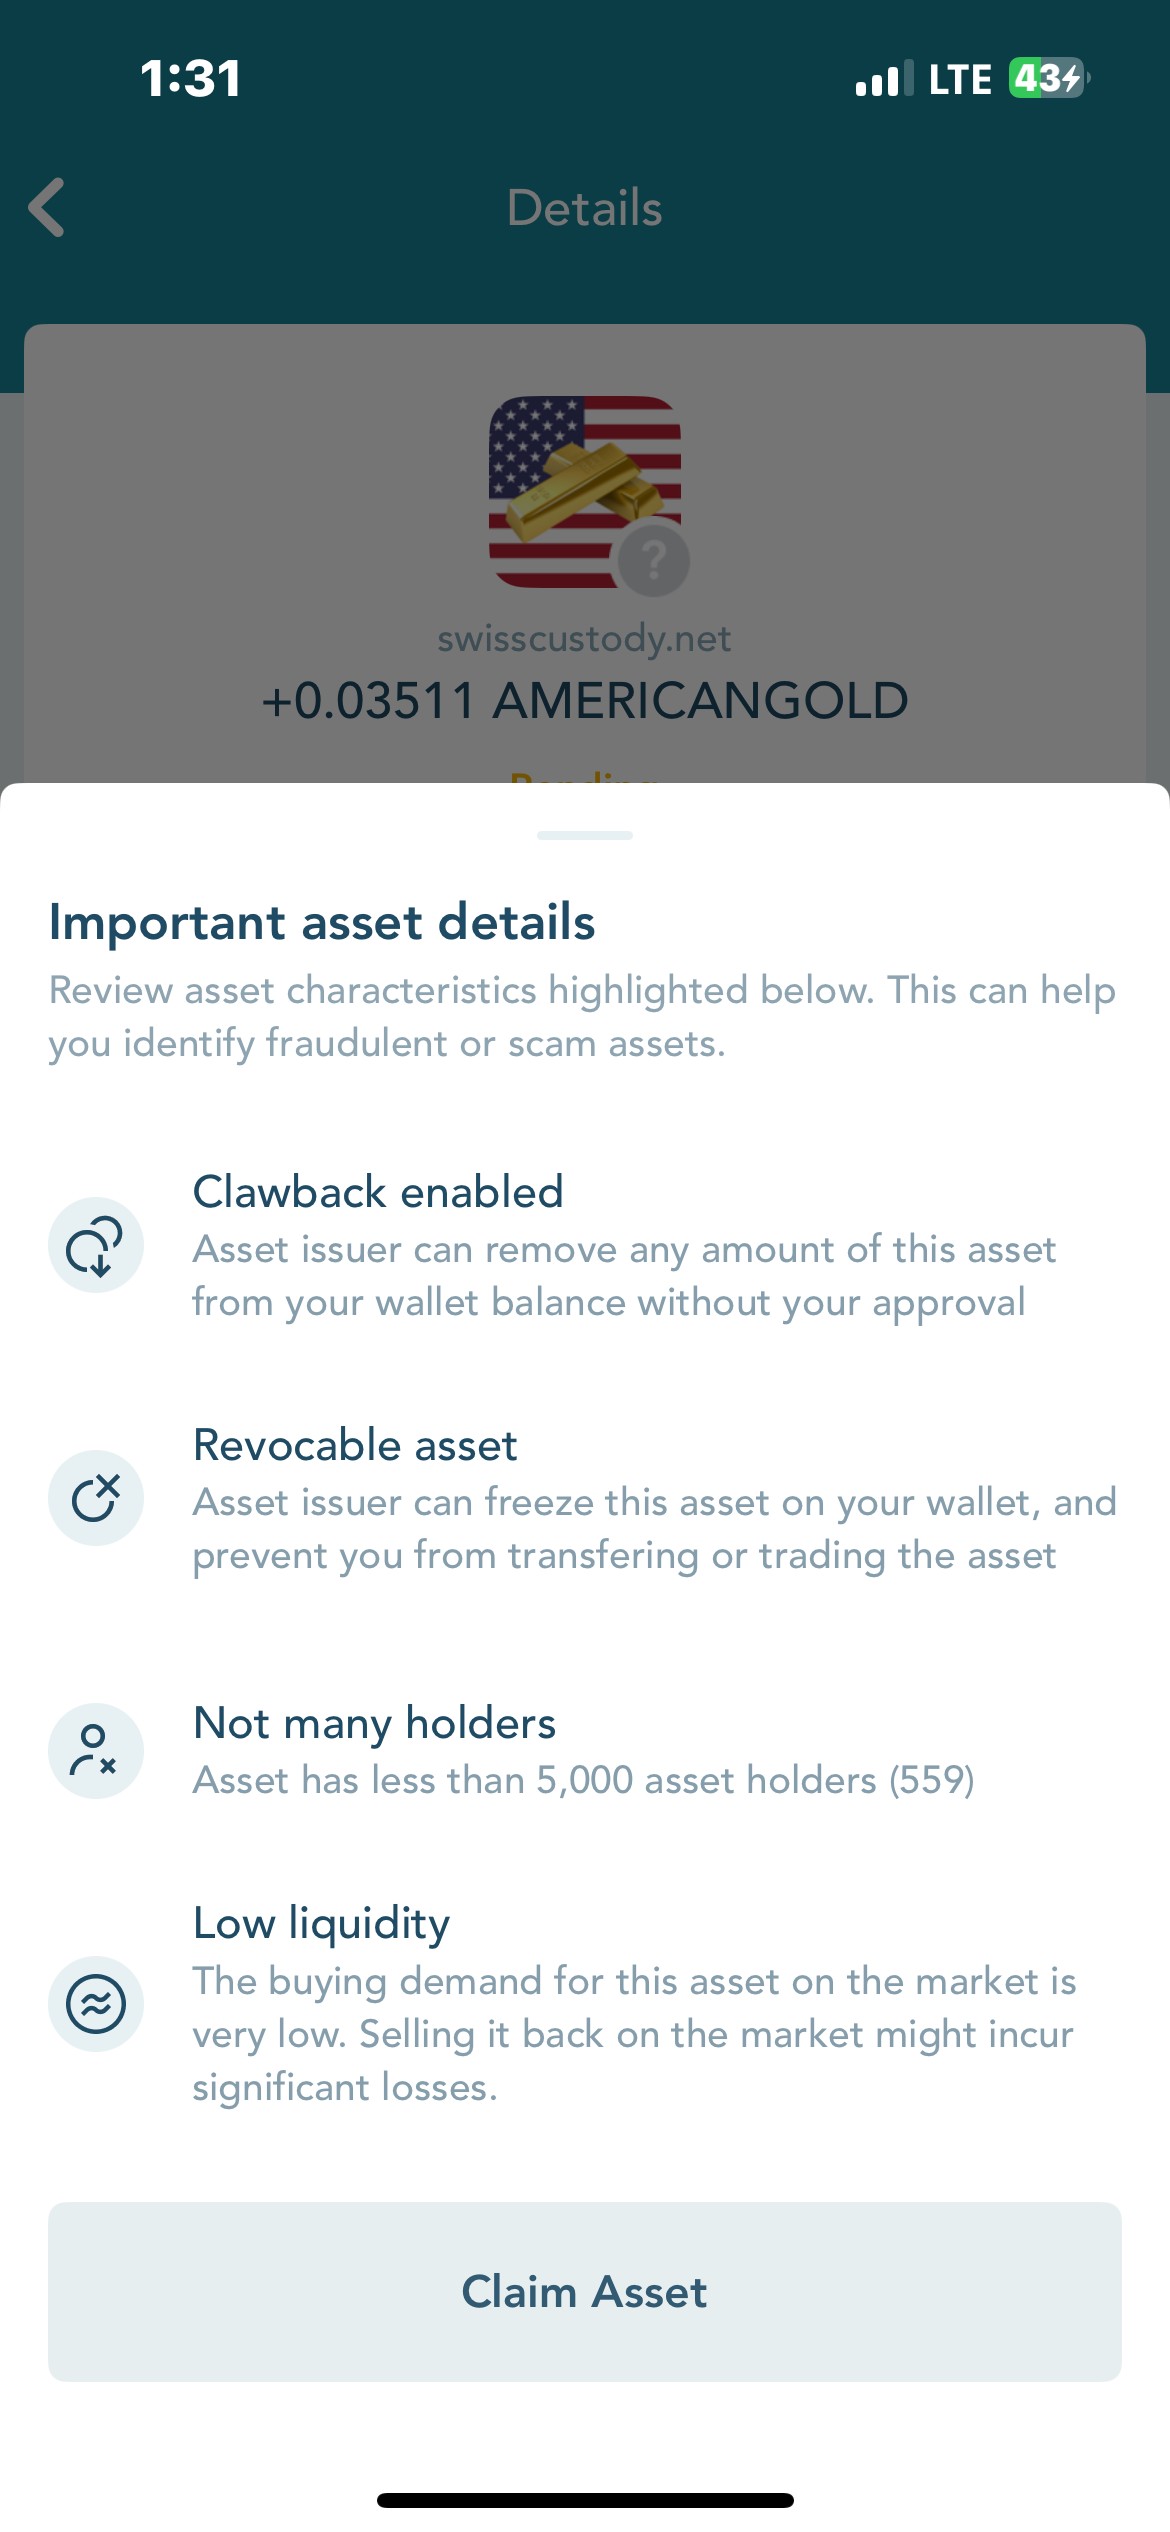 1:31
LTE 43
Details
?
swisscustody.net
+0.03511 AMERICANGOLD
Pending
Important asset details
Review asset characteristics highlighted below. This can help
you identify fraudulent or scam assets.
Clawback enabled
Asset issuer can remove any amount of this asset
from your wallet balance without your approval
Revocable asset
Asset issuer can freeze this asset on your wallet, and
prevent you from transfering or trading the asset
Not many holders
Asset has less than 5,000 asset holders (559)
Low liquidity
The buying demand for this asset on the market is
very low. Selling it back on the market might incur
significant losses.
Claim Asset